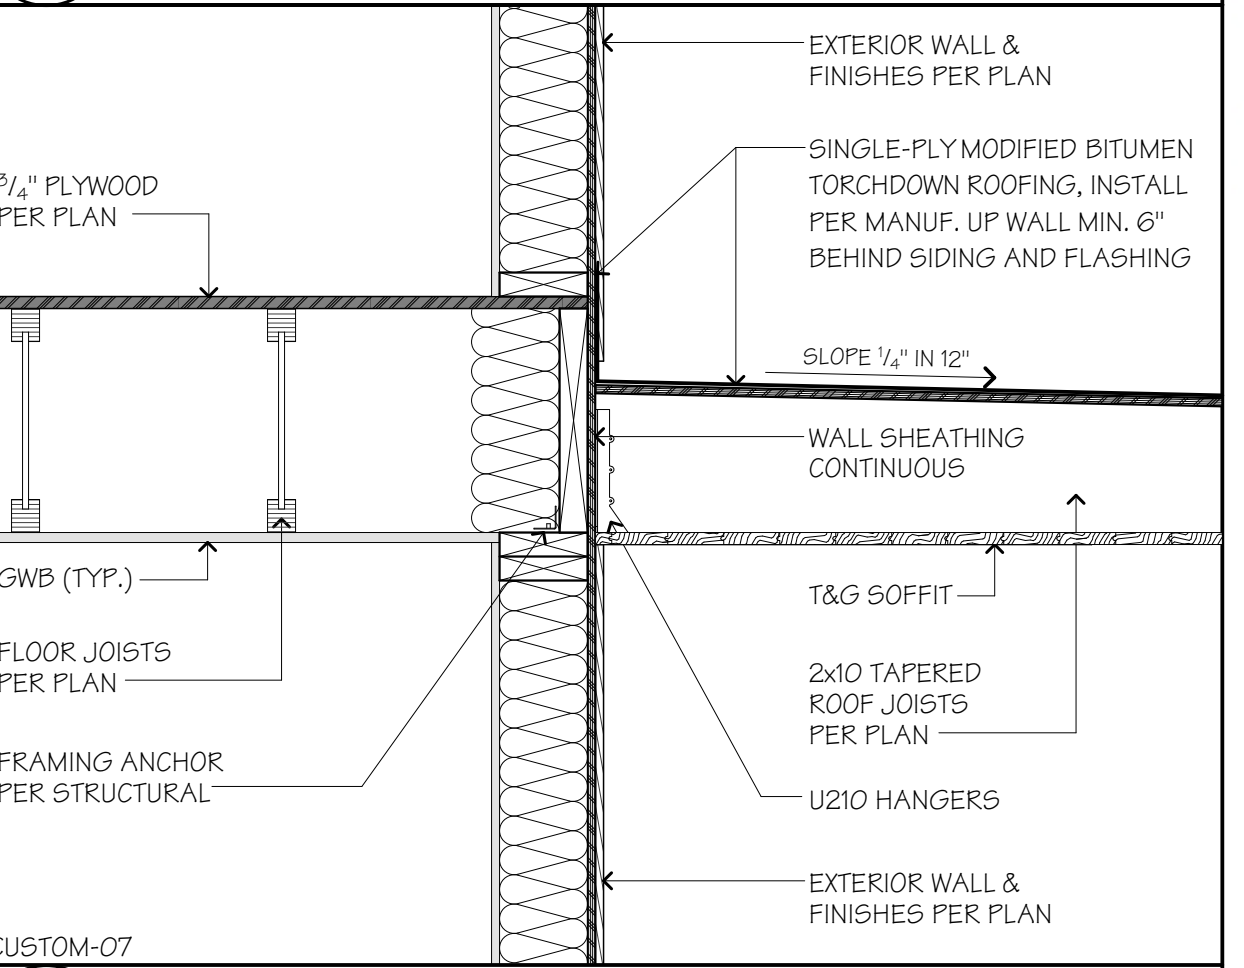 EXTERIOR WALL &
FINISHES PER PLAN
SINGLE-PLY MODIFIED BITUMEN
TORCHDOWN ROOFING, INSTALL
PER MANUF. UP WALL MIN. 6"
BEHIND SIDING AND FLASHING
3/4" PLYWOOD
PER PLAN
SLOPE 1/4" IN 12"
WALL SHEATHING
CONTINUOUS
GWB (TYP.)
T&G SOFFIT
FLOOR JOISTS
PER PLAN
2x10 TAPERED
ROOF JOISTS
PER PLAN
FRAMING ANCHOR
PER STRUCTURAL
U210 HANGERS
EXTERIOR WALL &
FINISHES PER PLAN
CUSTOM-07